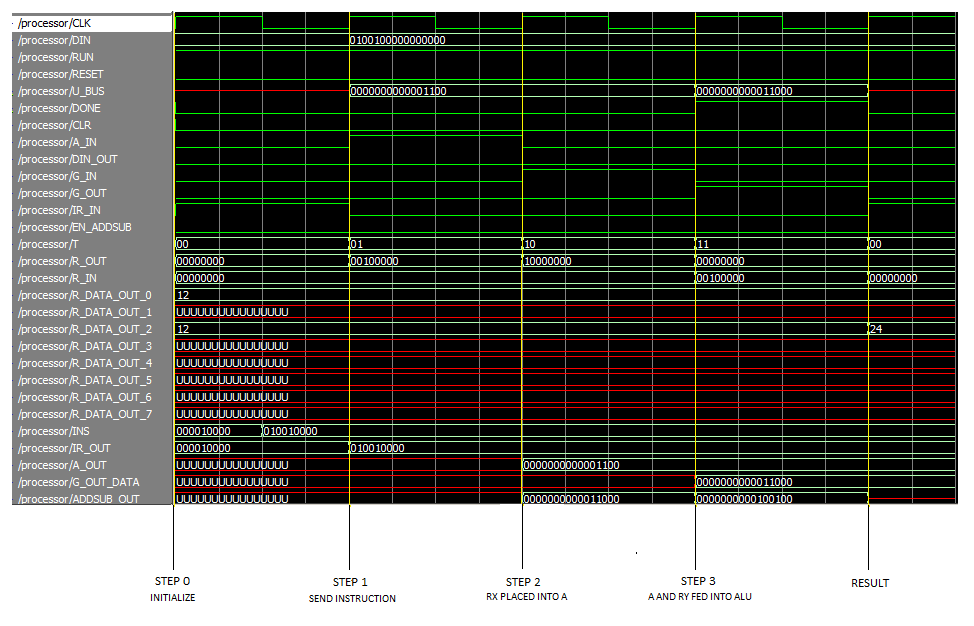 /processor/CLK
/processor/DIN 0100100000000000
/processor/RUN
/processor/RESET
/processor/U_BUS 0000000000001100 0000000000011000
/processor/DONE
/processor/CLR
/processor/A_IN
/processor/DIN_OUT
/processor/G_IN
/processor/G_OUT
/processor/IR_IN
/processor/EN_ADDSUB
/processor/T 00 01 10 11 00
/processor/R_OUT 00000000 00100000 10000000 00000000
/processor/R_IN 00000000 00100000 00000000
/processor/R_DATA_OUT_0 12
/processor/R_DATA_OUT_1 UUUUUUUUUUUUUUUU
/processor/R_DATA_OUT_2 12 24
/processor/R_DATA_OUT_3 UUUUUUUUUUUUUUUU
/processor/R_DATA_OUT_4 UUUUUUUUUUUUUUUU
/processor/R_DATA_OUT_5 UUUUUUUUUUUUUUUU
/processor/R_DATA_OUT_6 UUUUUUUUUUUUUUUU
/processor/R_DATA_OUT_7 UUUUUUUUUUUUUUUU
/processor/INS 000010000 010010000
/processor/IR_OUT 000010000 010010000
/processor/A_OUT UUUUUUUUUUUUUUUU 0000000000001100
/processor/G_OUT_DATA UUUUUUUUUUUUUUUU 0000000000011000
/processor/ADDSUB_OUT UUUUUUUUUUUUUUUU 0000000000011000 0000000000100100
STEP 0 STEP 1 STEP 2 STEP 3 RESULT
INITIALIZE SEND INSTRUCTION RX PLACED INTO A A AND RY FED INTO ALU